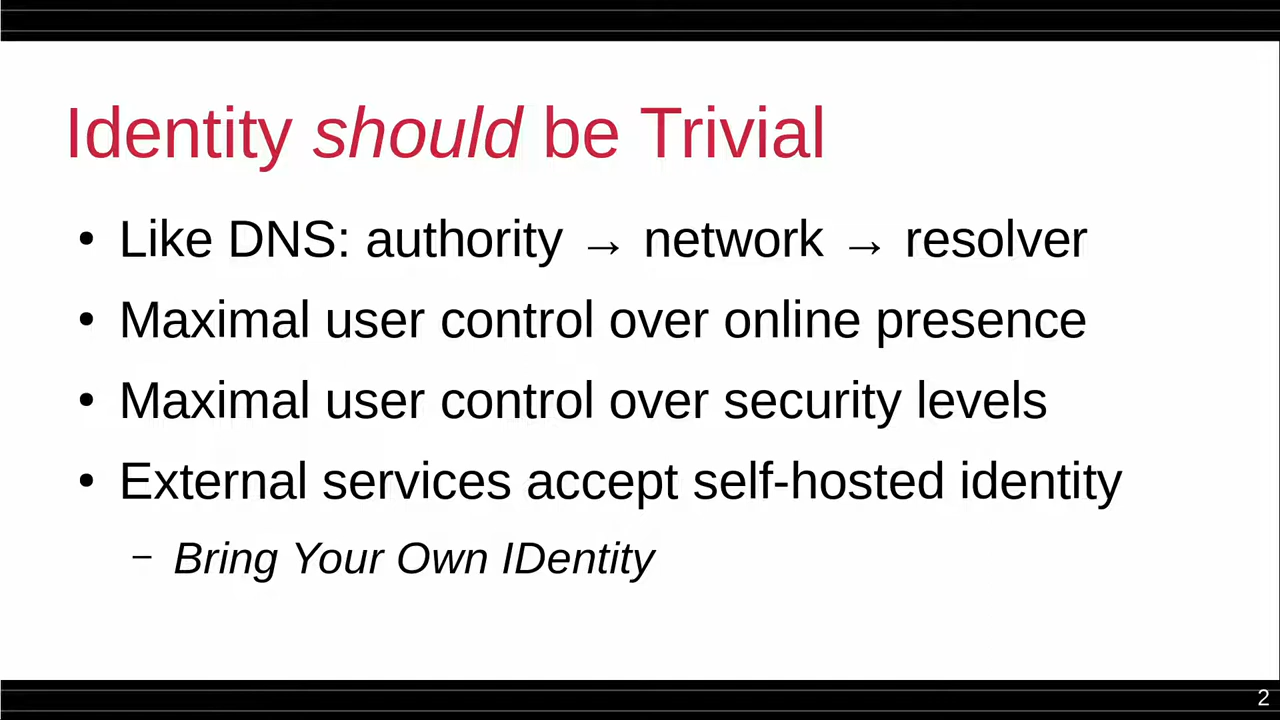 Identity should be Trivial
• Like DNS: authority → network → resolver
• Maximal user control over online presence
• Maximal user control over security levels
• External services accept self-hosted identity
– Bring Your Own IDentity
2